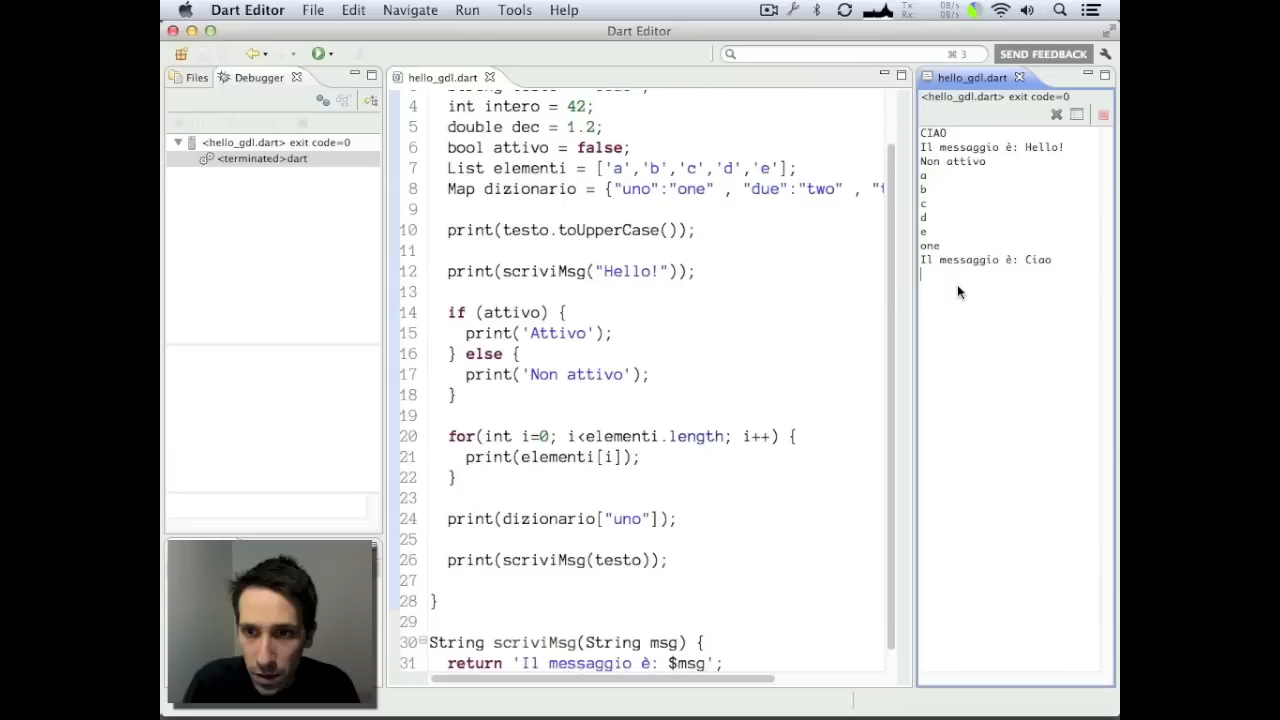 Dart Editor File Edit Navigate Run Tools Help Tx: 0B/s
Rx: 0B/s
Dart Editor
⌘ 3 SEND FEEDBACK
Files Debugger hello_gdl.dart hello_gdl.dart
<hello_gdl.dart> exit code=0
<terminated>dart
4 int intero = 42;
5 double dec = 1.2;
6 bool attivo = false;
7 List elementi = ['a','b','c','d','e'];
8 Map dizionario = {"uno":"one" , "due":"two" , "t
9
10 print(testo.toUpperCase());
11
12 print(scriviMsg("Hello!"));
13
14 if (attivo) {
15 print('Attivo');
16 } else {
17 print('Non attivo');
18 }
19
20 for(int i=0; i<elementi.length; i++) {
21 print(elementi[i]);
22 }
23
24 print(dizionario["uno"]);
25
26 print(scriviMsg(testo));
27
28 }
29
30 String scriviMsg(String msg) {
31 return 'Il messaggio è: $msg';
<hello_gdl.dart> exit code=0
CIAO
Il messaggio è: Hello!
Non attivo
a
b
c
d
e
one
Il messaggio è: Ciao